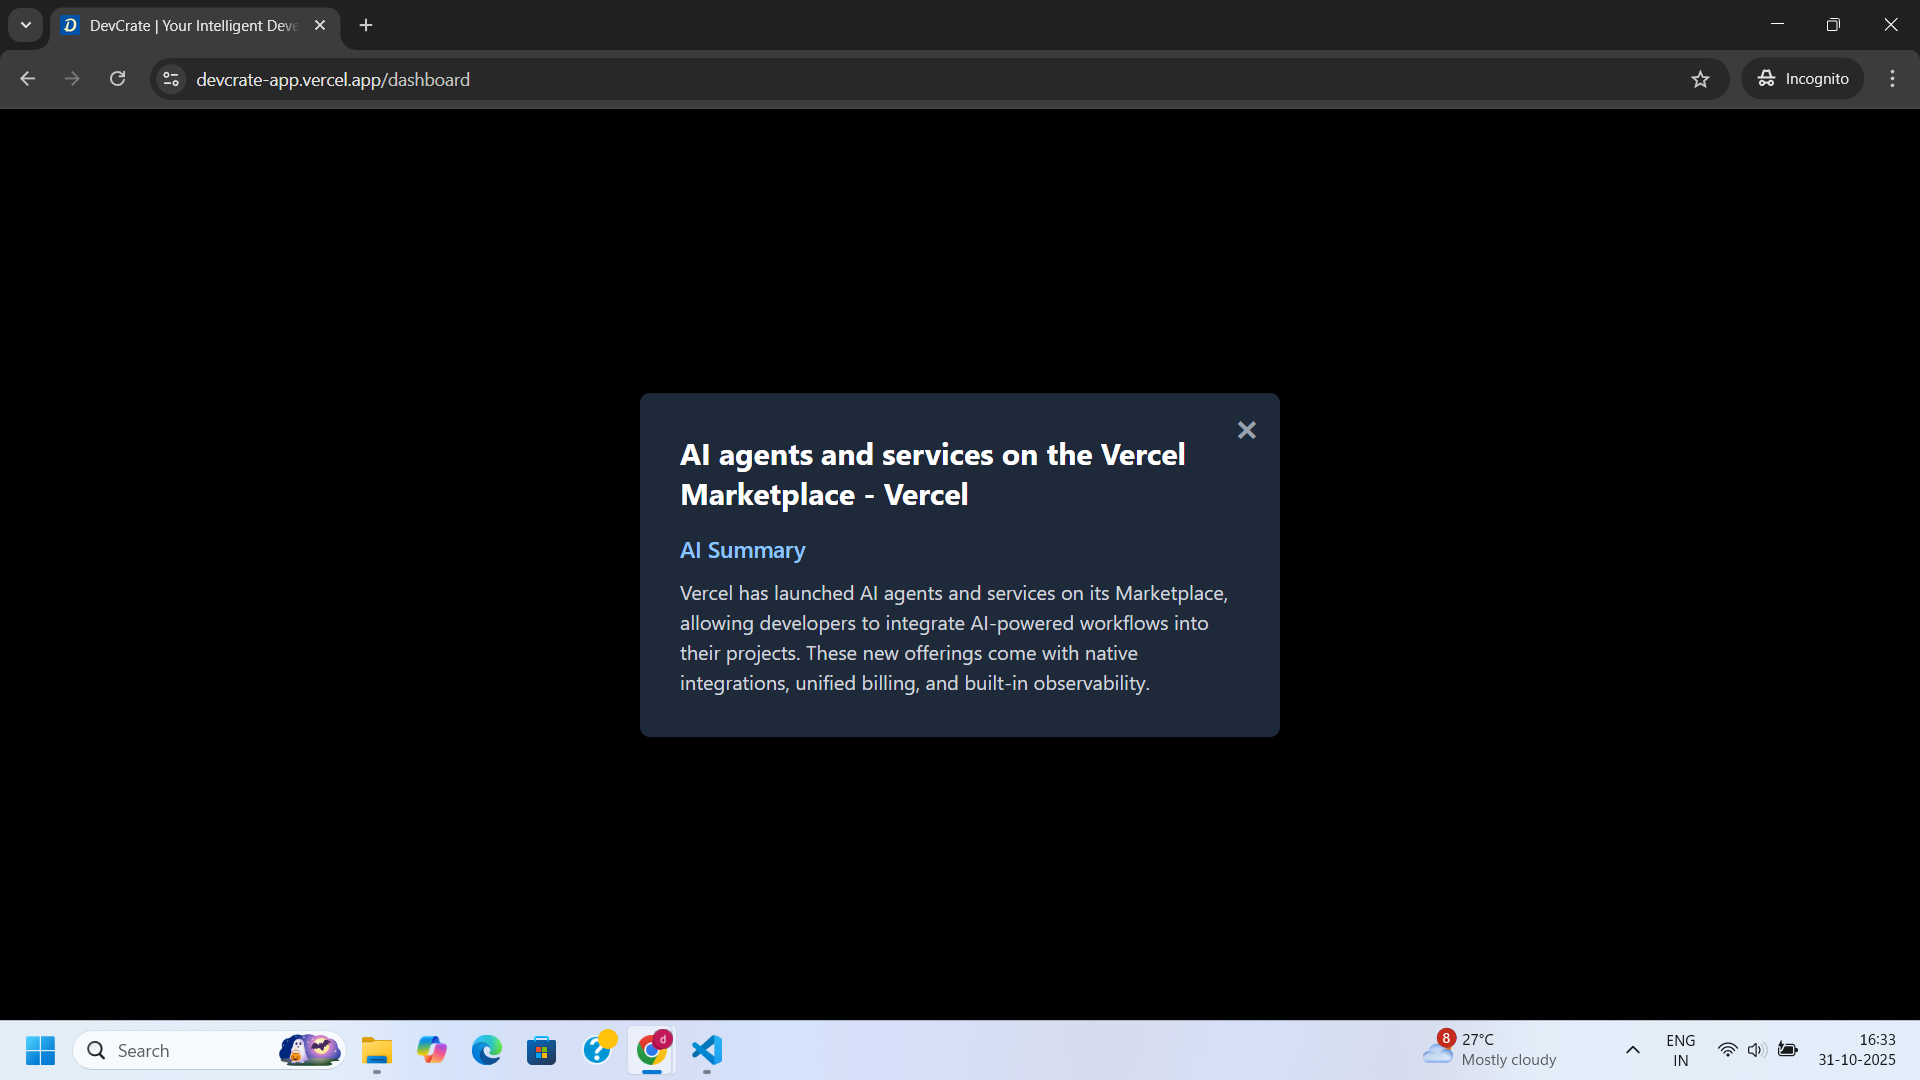 DevCrate | Your Intelligent Deve
devcrate-app.vercel.app/dashboard
Incognito
AI agents and services on the Vercel
Marketplace - Vercel
AI Summary
Vercel has launched AI agents and services on its Marketplace,
allowing developers to integrate AI-powered workflows into
their projects. These new offerings come with native
integrations, unified billing, and built-in observability.
Search
8
27°C
Mostly cloudy
ENG
IN
16:33
31-10-2025
d